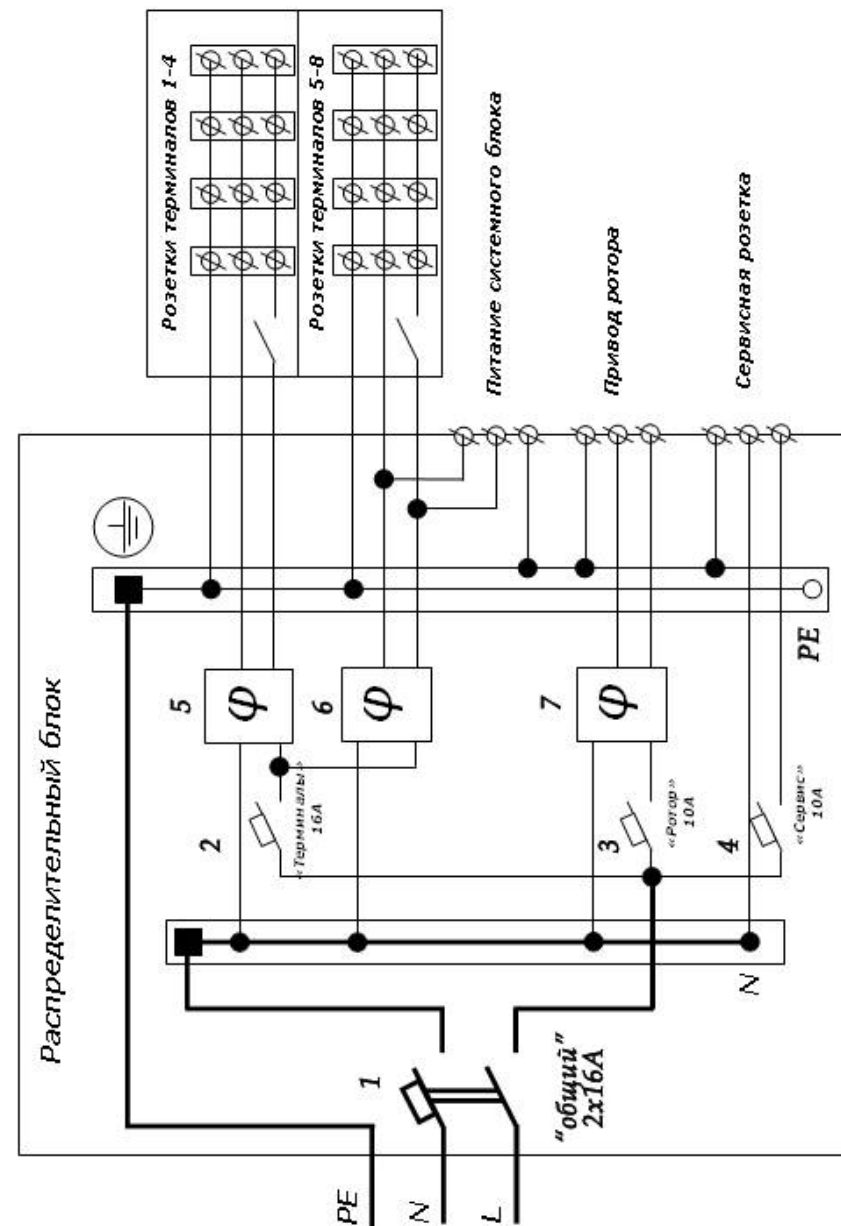 Розетки терминалов 1-4
Розетки терминалов 5-8
Питание системного блока
Привод ротора
Сервисная розетка
Распределительный блок
PE
5
φ
6
φ
7
φ
2
«Терминалы»
16А
3
«Ротор»
10А
4
«Сервис»
10А
N
1
"общий"
2x16А
PE
N
L